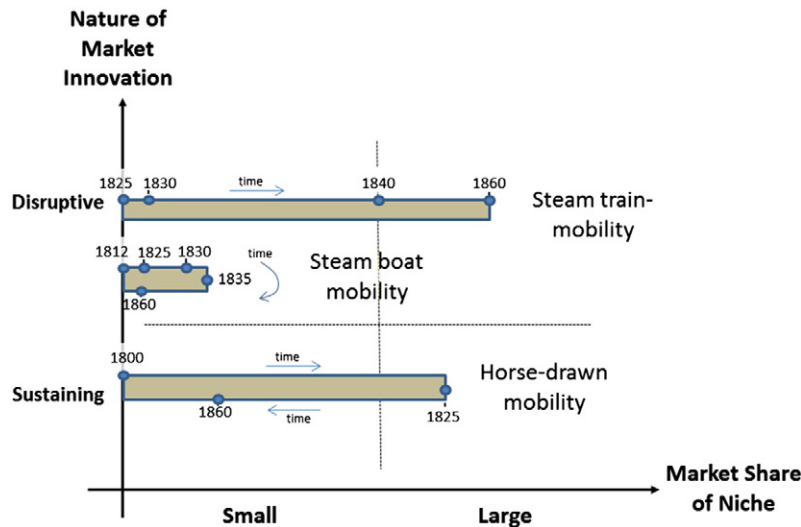 Nature of
Market
Innovation
1825
1830
time
1840
1860
Disruptive
Steam train-
mobility
1812
1825
1830
time
1835
1860
Steam boat
mobility
1800
time
Sustaining
Horse-drawn
mobility
1860
time
1825
Small
Large
Market Share
of Niche